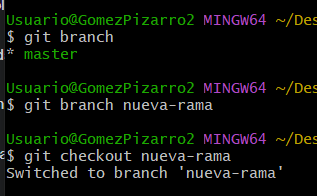 Usuario@GomezPizarro2 MINGW64 ~/Des
$ git branch
* master
Usuario@GomezPizarro2 MINGW64 ~/Des
$ git branch nueva-rama
Usuario@GomezPizarro2 MINGW64 ~/Des
$ git checkout nueva-rama
Switched to branch 'nueva-rama'